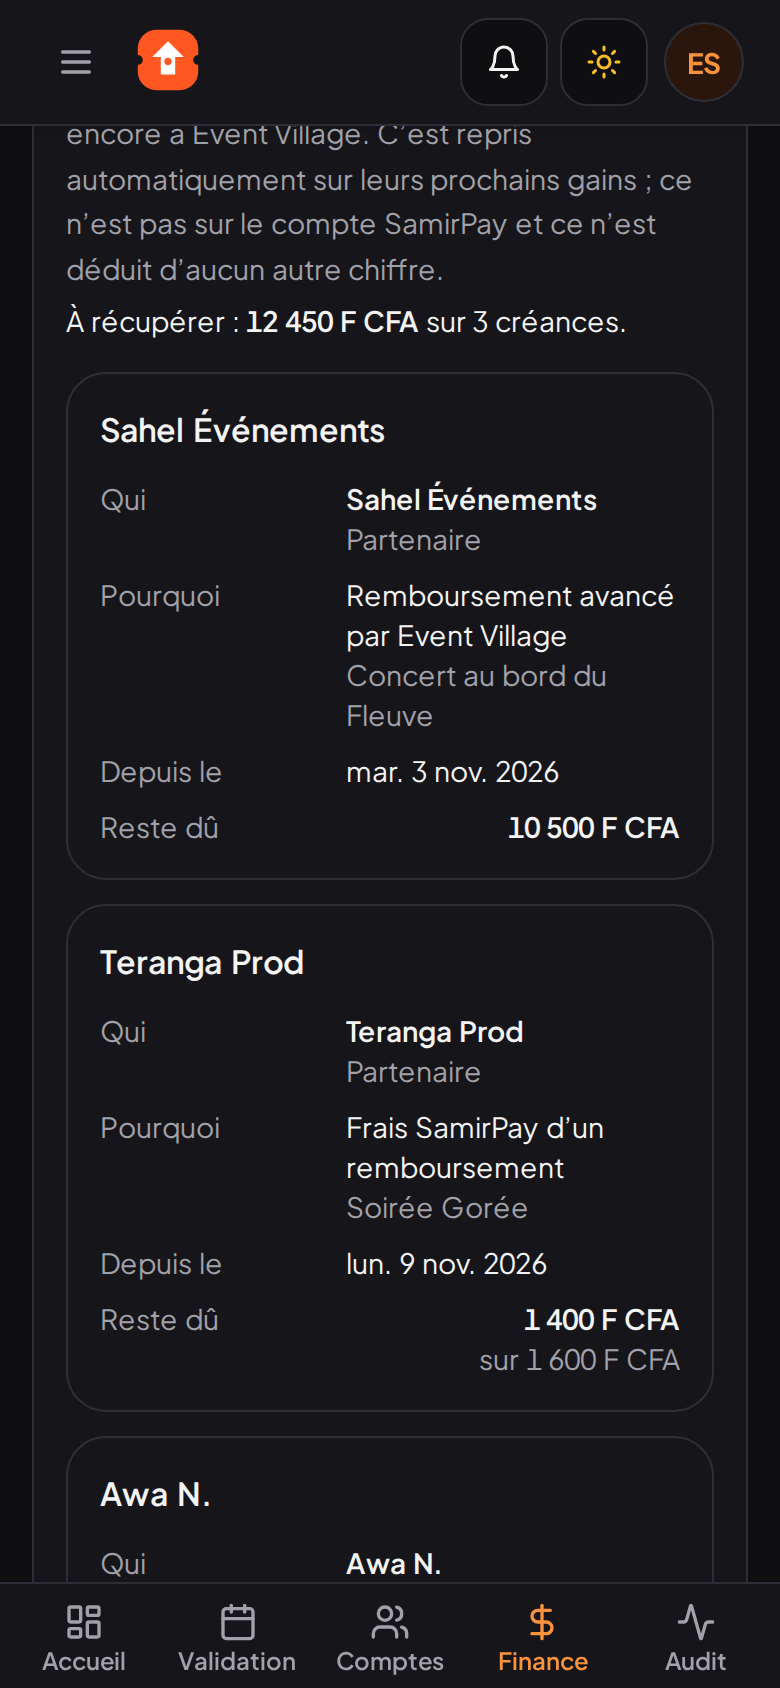 ES
encore à Event Village. C’est repris
automatiquement sur leurs prochains gains ; ce
n’est pas sur le compte SamirPay et ce n’est
déduit d’aucun autre chiffre.
À récupérer : 12 450 F CFA sur 3 créances.
Sahel Événements
Qui
Sahel Événements
Partenaire
Pourquoi
Remboursement avancé
par Event Village
Concert au bord du
Fleuve
Depuis le
mar. 3 nov. 2026
Reste dû
10 500 F CFA
Teranga Prod
Qui
Teranga Prod
Partenaire
Pourquoi
Frais SamirPay d’un
remboursement
Soirée Gorée
Depuis le
lun. 9 nov. 2026
Reste dû
1 400 F CFA
sur 1 600 F CFA
Awa N.
Qui
Awa N.
Accueil
Validation
Comptes
Finance
Audit